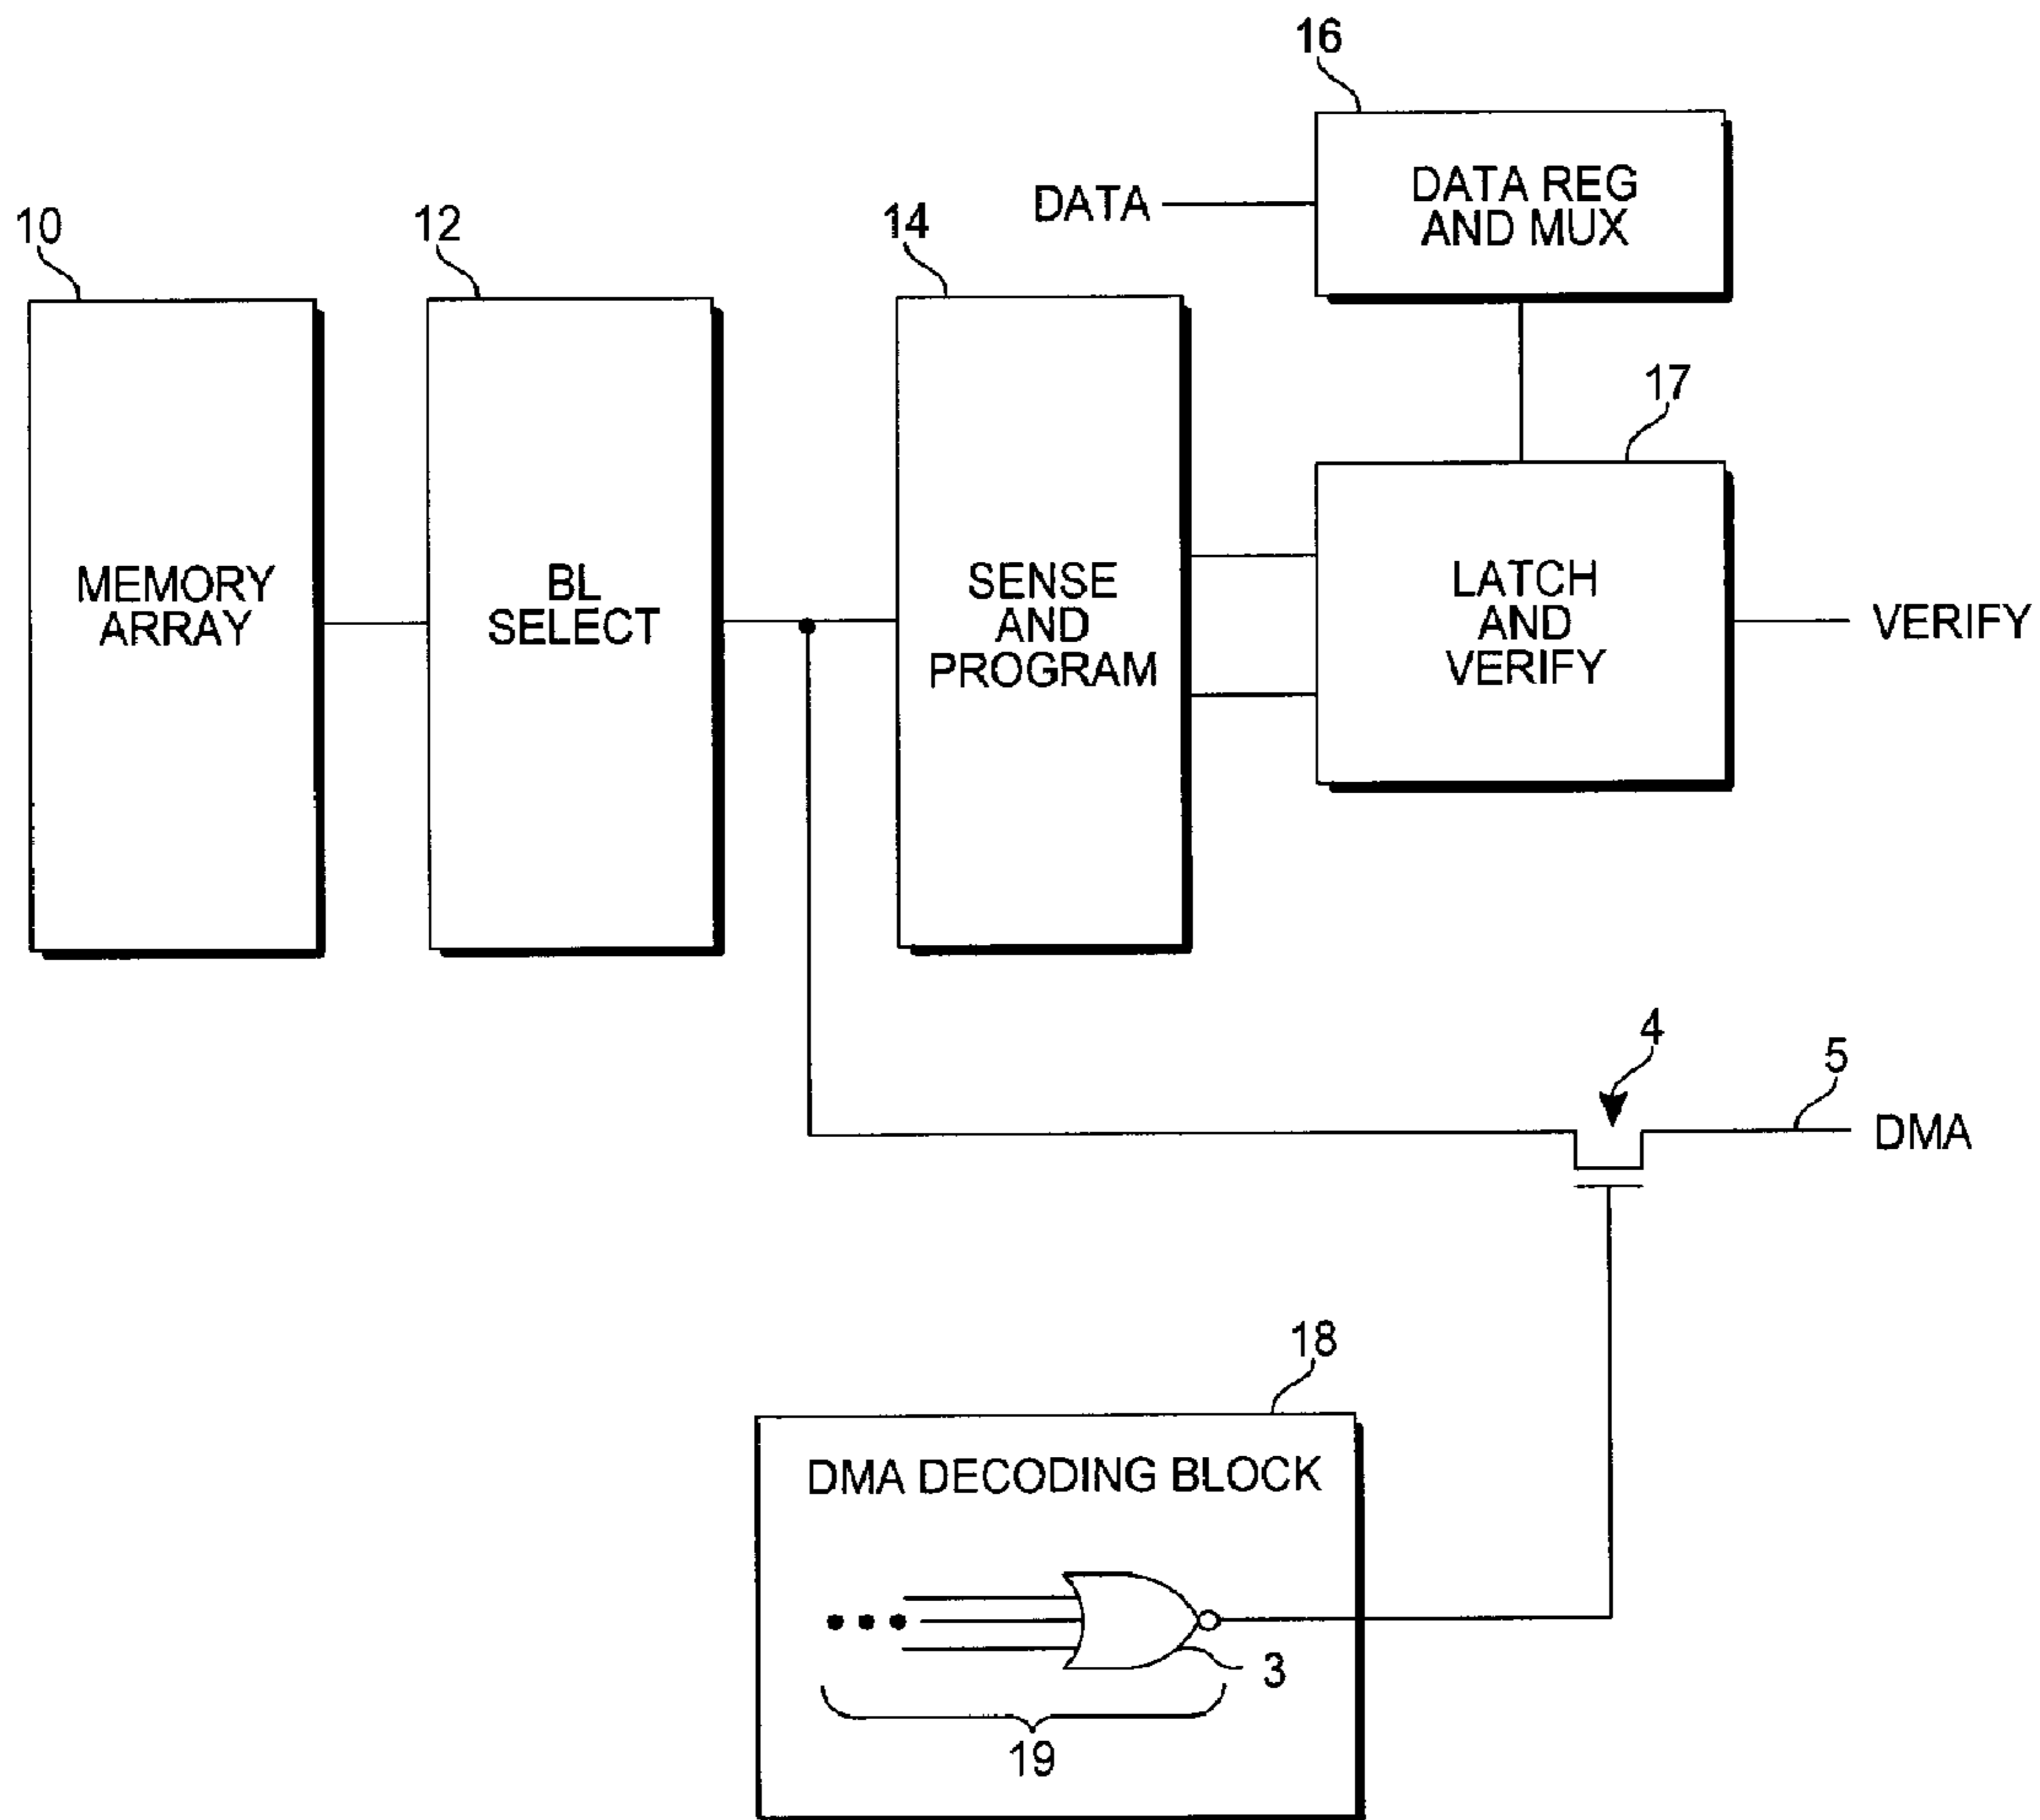 16
DATA REG
AND MUX
DATA
10
12
14
17
MEMORY
ARRAY
BL
SELECT
SENSE
AND
PROGRAM
LATCH
AND
VERIFY
VERIFY
4
5
DMA
18
DMA DECODING BLOCK
3
19